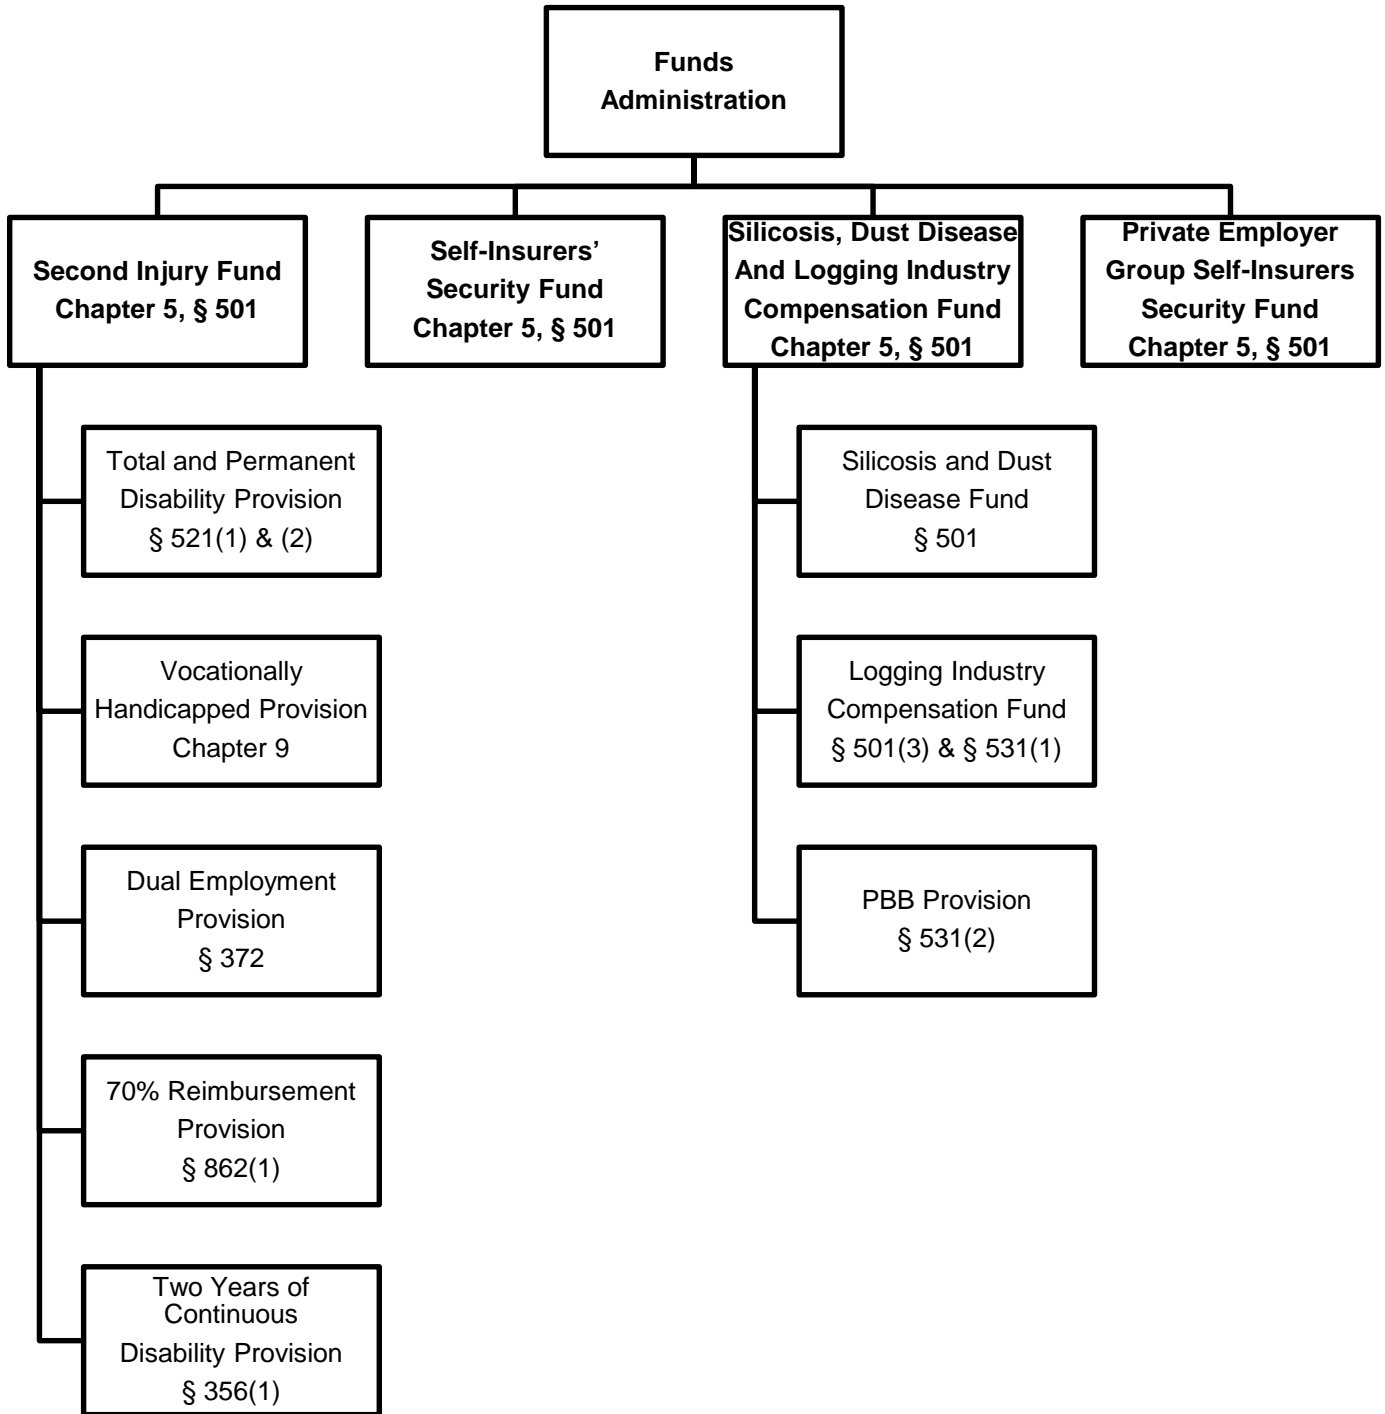 Funds
Administration
Second Injury Fund
Chapter 5, § 501
Self-Insurers’
Security Fund
Chapter 5, § 501
Silicosis, Dust Disease
And Logging Industry
Compensation Fund
Chapter 5, § 501
Private Employer
Group Self-Insurers
Security Fund
Chapter 5, § 501
Total and Permanent
Disability Provision
§ 521(1) & (2)
Vocationally
Handicapped Provision
Chapter 9
Dual Employment
Provision
§ 372
70% Reimbursement
Provision
§ 862(1)
Two Years of
Continuous
Disability Provision
§ 356(1)
Silicosis and Dust
Disease Fund
§ 501
Logging Industry
Compensation Fund
§ 501(3) & § 531(1)
PBB Provision
§ 531(2)